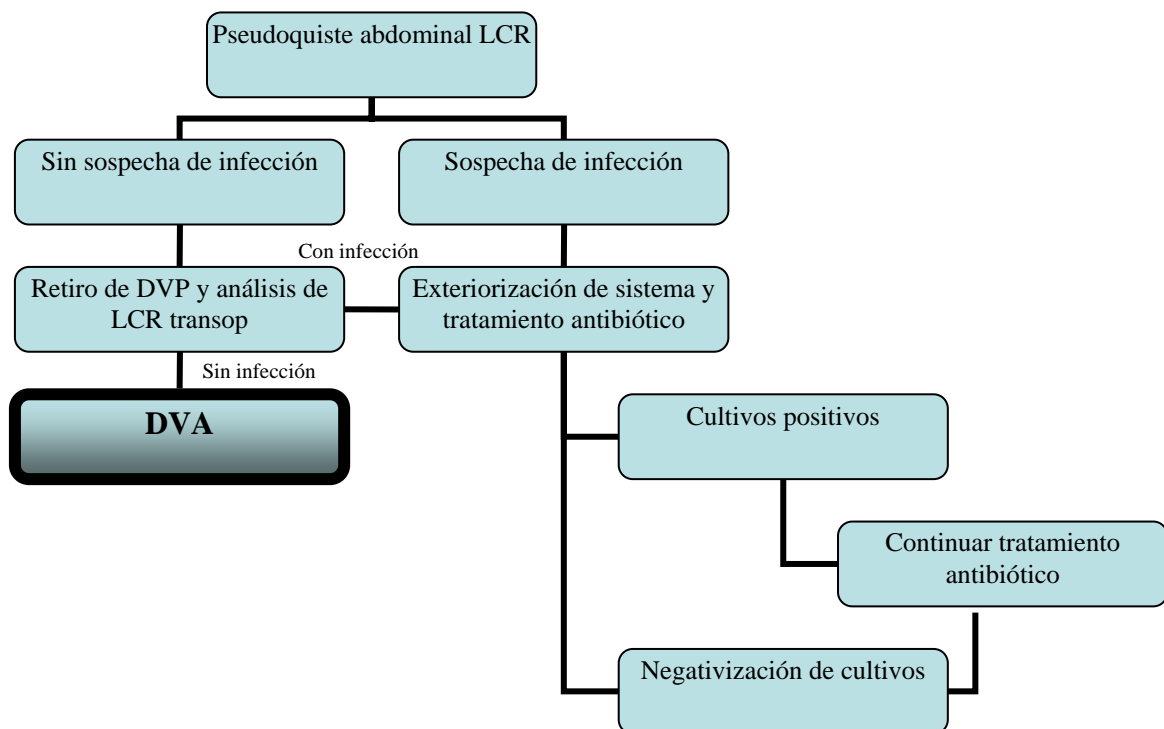 Pseudoquiste abdominal LCR
Sin sospecha de infección
Sospecha de infección
Con infección
Retiro de DVP y análisis de
LCR transop
Exteriorización de sistema y
tratamiento antibiótico
Sin infección
DVA
Cultivos positivos
Continuar tratamiento
antibiótico
Negativización de cultivos